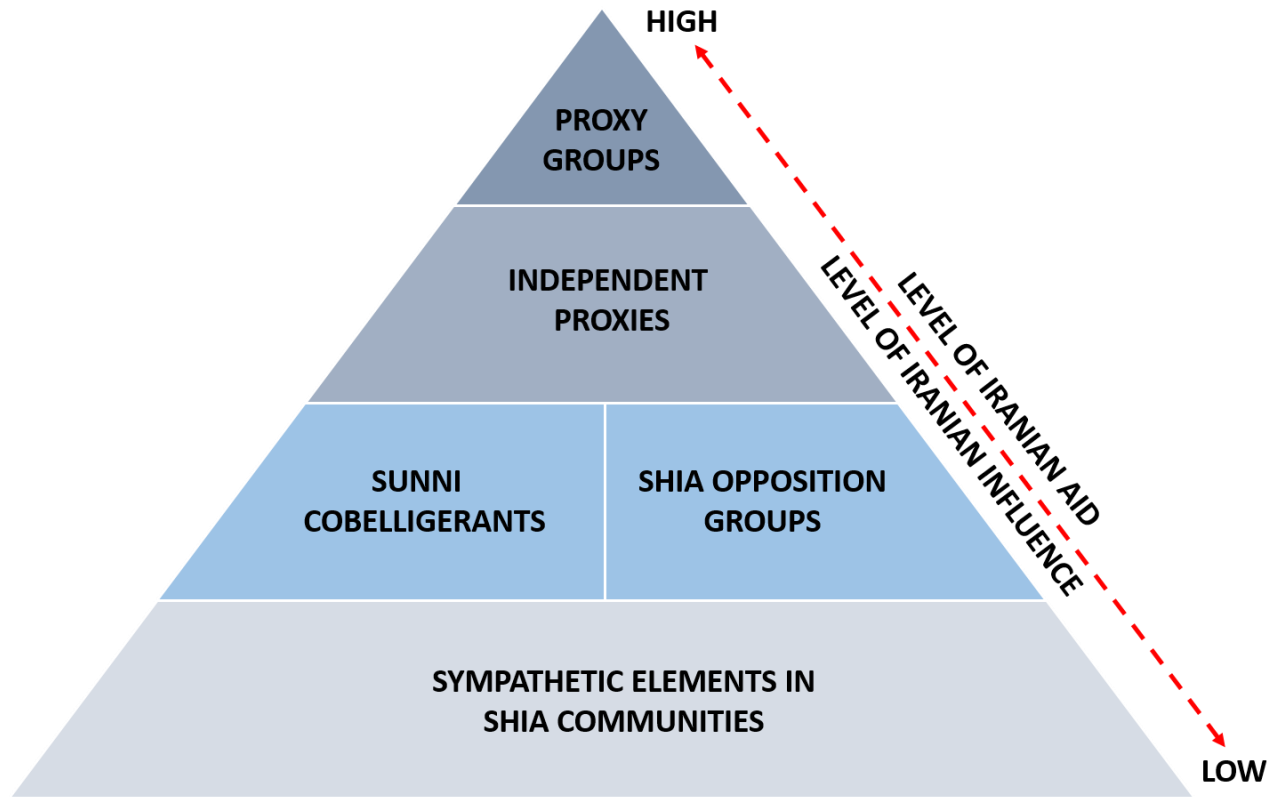 HIGH
PROXY
GROUPS
INDEPENDENT
PROXIES
LEVEL OF IRANIAN AID
LEVEL OF IRANIAN INFLUENCE
SUNNI
COBELLIGERANTS
SHIA OPPOSITION
GROUPS
SYMPATHETIC ELEMENTS IN
SHIA COMMUNITIES
LOW